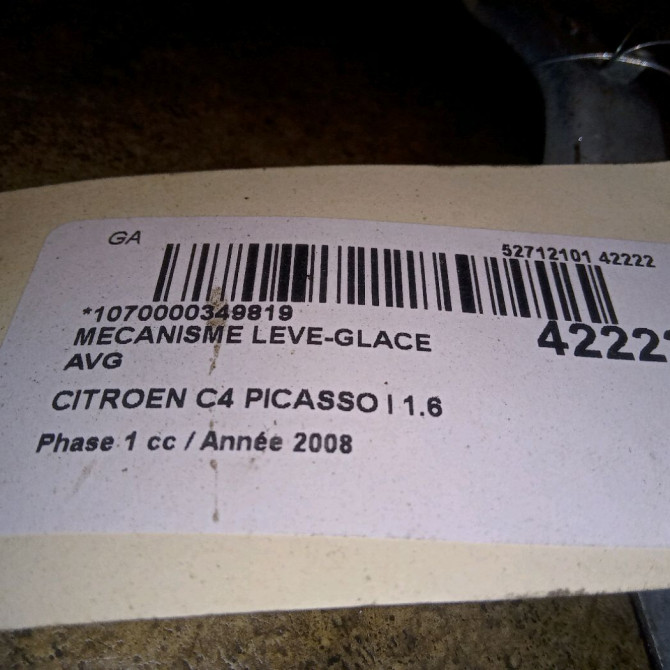 GA
52712101 42222
*1070000349819
42222
MECANISME LEVE-GLACE
AVG
CITROEN C4 PICASSO I 1.6
Phase 1 cc / Année 2008